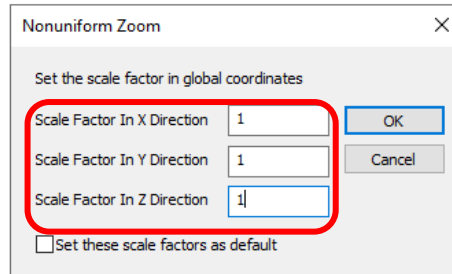 Nonuniform Zoom
Set the scale factor in global coordinates
Scale Factor In X Direction 1 OK
Scale Factor In Y Direction 1 Cancel
Scale Factor In Z Direction 1
Set these scale factors as default